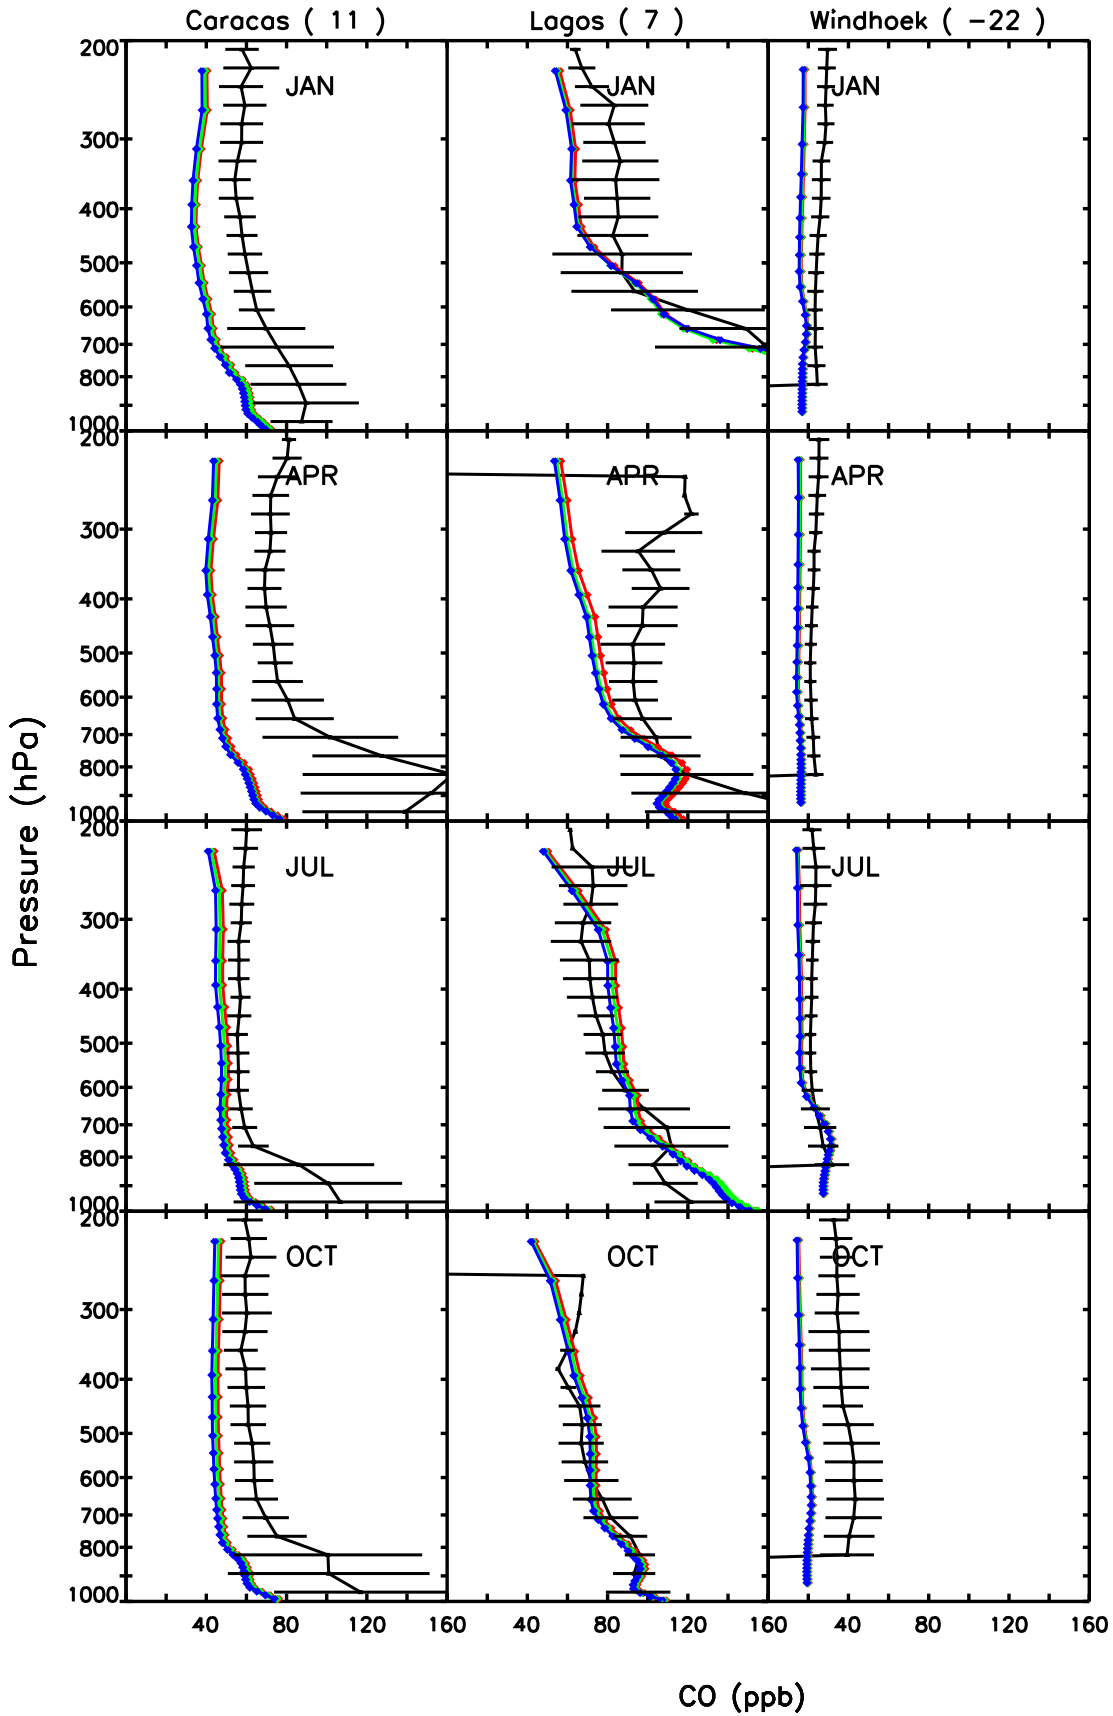 Caracas ( 11 )
Lagos ( 7 )
Windhoek ( -22 )
Pressure (hPa)
200
300
400
500
600
700
800
1000
JAN
JAN
JAN
200
300
400
500
600
700
800
1000
APR
APR
APR
200
300
400
500
600
700
800
1000
JUL
JUL
JUL
200
300
400
500
600
700
800
1000
OCT
OCT
OCT
40 80 120 160 40 80 120 160 40 80 120 160
CO (ppb)